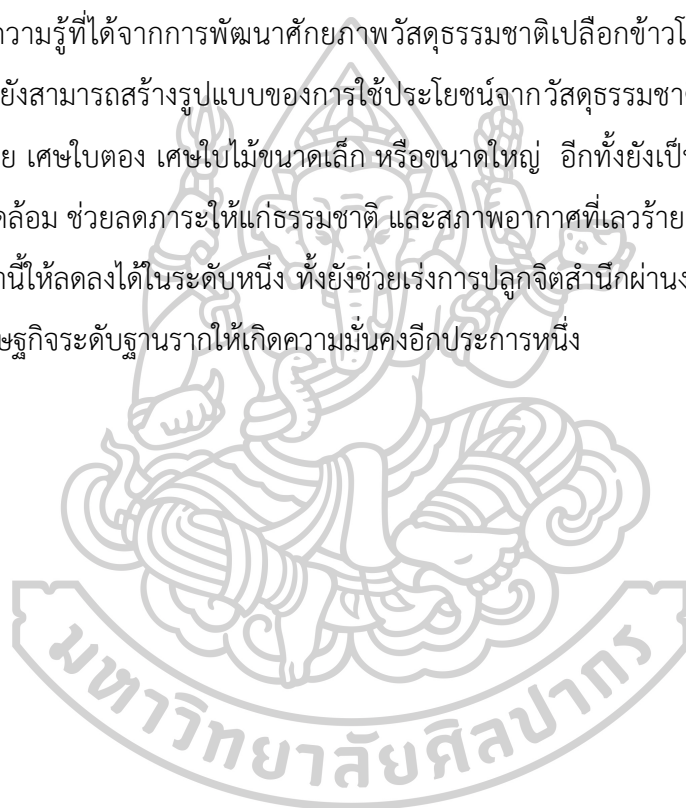 ความรู้ที่ได้จากการพัฒนาศักยภาพวัสดุธรรมชาติเปลือกข้าวโ
ยังสามารถสร้างรูปแบบของการใช้ประโยชน์จากวัสดุธรรมชา
ย เศษใบตอง เศษใบไม้ขนาดเล็ก หรือขนาดใหญ่ อีกทั้งยังเป็
ดล้อม ช่วยลดภาระให้แก่ธรรมชาติ และสภาพอากาศที่เลวร้าย
านี้ให้ลดลงได้ในระดับหนึ่ง ทั้งยังช่วยเร่งการปลูกจิตสำนึกผ่านง
ษฐกิจระดับฐานรากให้เกิดความมั่นคงอีกประการหนึ่ง
มหาวิทยาลัยศิลปากร